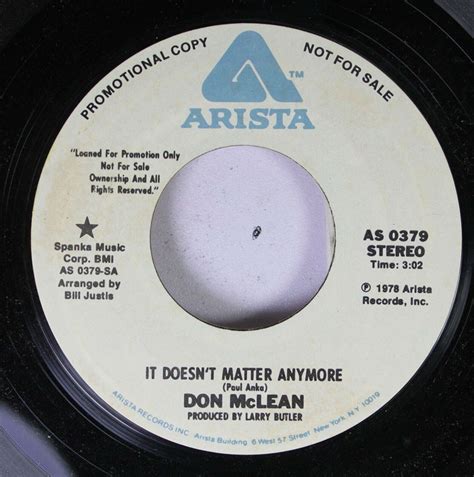 PROMOTIONAL COPY
NOT FOR SALE
TM
ARISTA
"Loaned For Promotion Only
Not For Sale
Ownership And All
Rights Reserved."
Spanka Music
Corp. BMI
AS 0379-SA
Arranged by
Bill Justis
AS 0379
STEREO
Time: 3:02
℗ 1978 Arista
Records, Inc.
IT DOESN'T MATTER ANYMORE
(Paul Anka)
DON McLEAN
PRODUCED BY LARRY BUTLER
ARISTA RECORDS INC. Arista Building 6 West 57 Street New York, N.Y. 10019